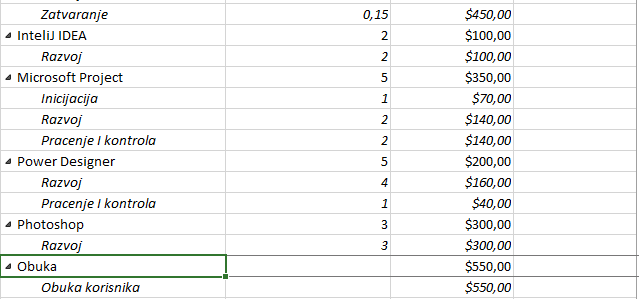 Zatvaranje 0,15 $450,00
InteliJ IDEA 2 $100,00
Razvoj 2 $100,00
Microsoft Project 5 $350,00
Inicijacija 1 $70,00
Razvoj 2 $140,00
Pracenje I kontrola 2 $140,00
Power Designer 5 $200,00
Razvoj 4 $160,00
Pracenje I kontrola 1 $40,00
Photoshop 3 $300,00
Razvoj 3 $300,00
Obuka $550,00
Obuka korisnika $550,00